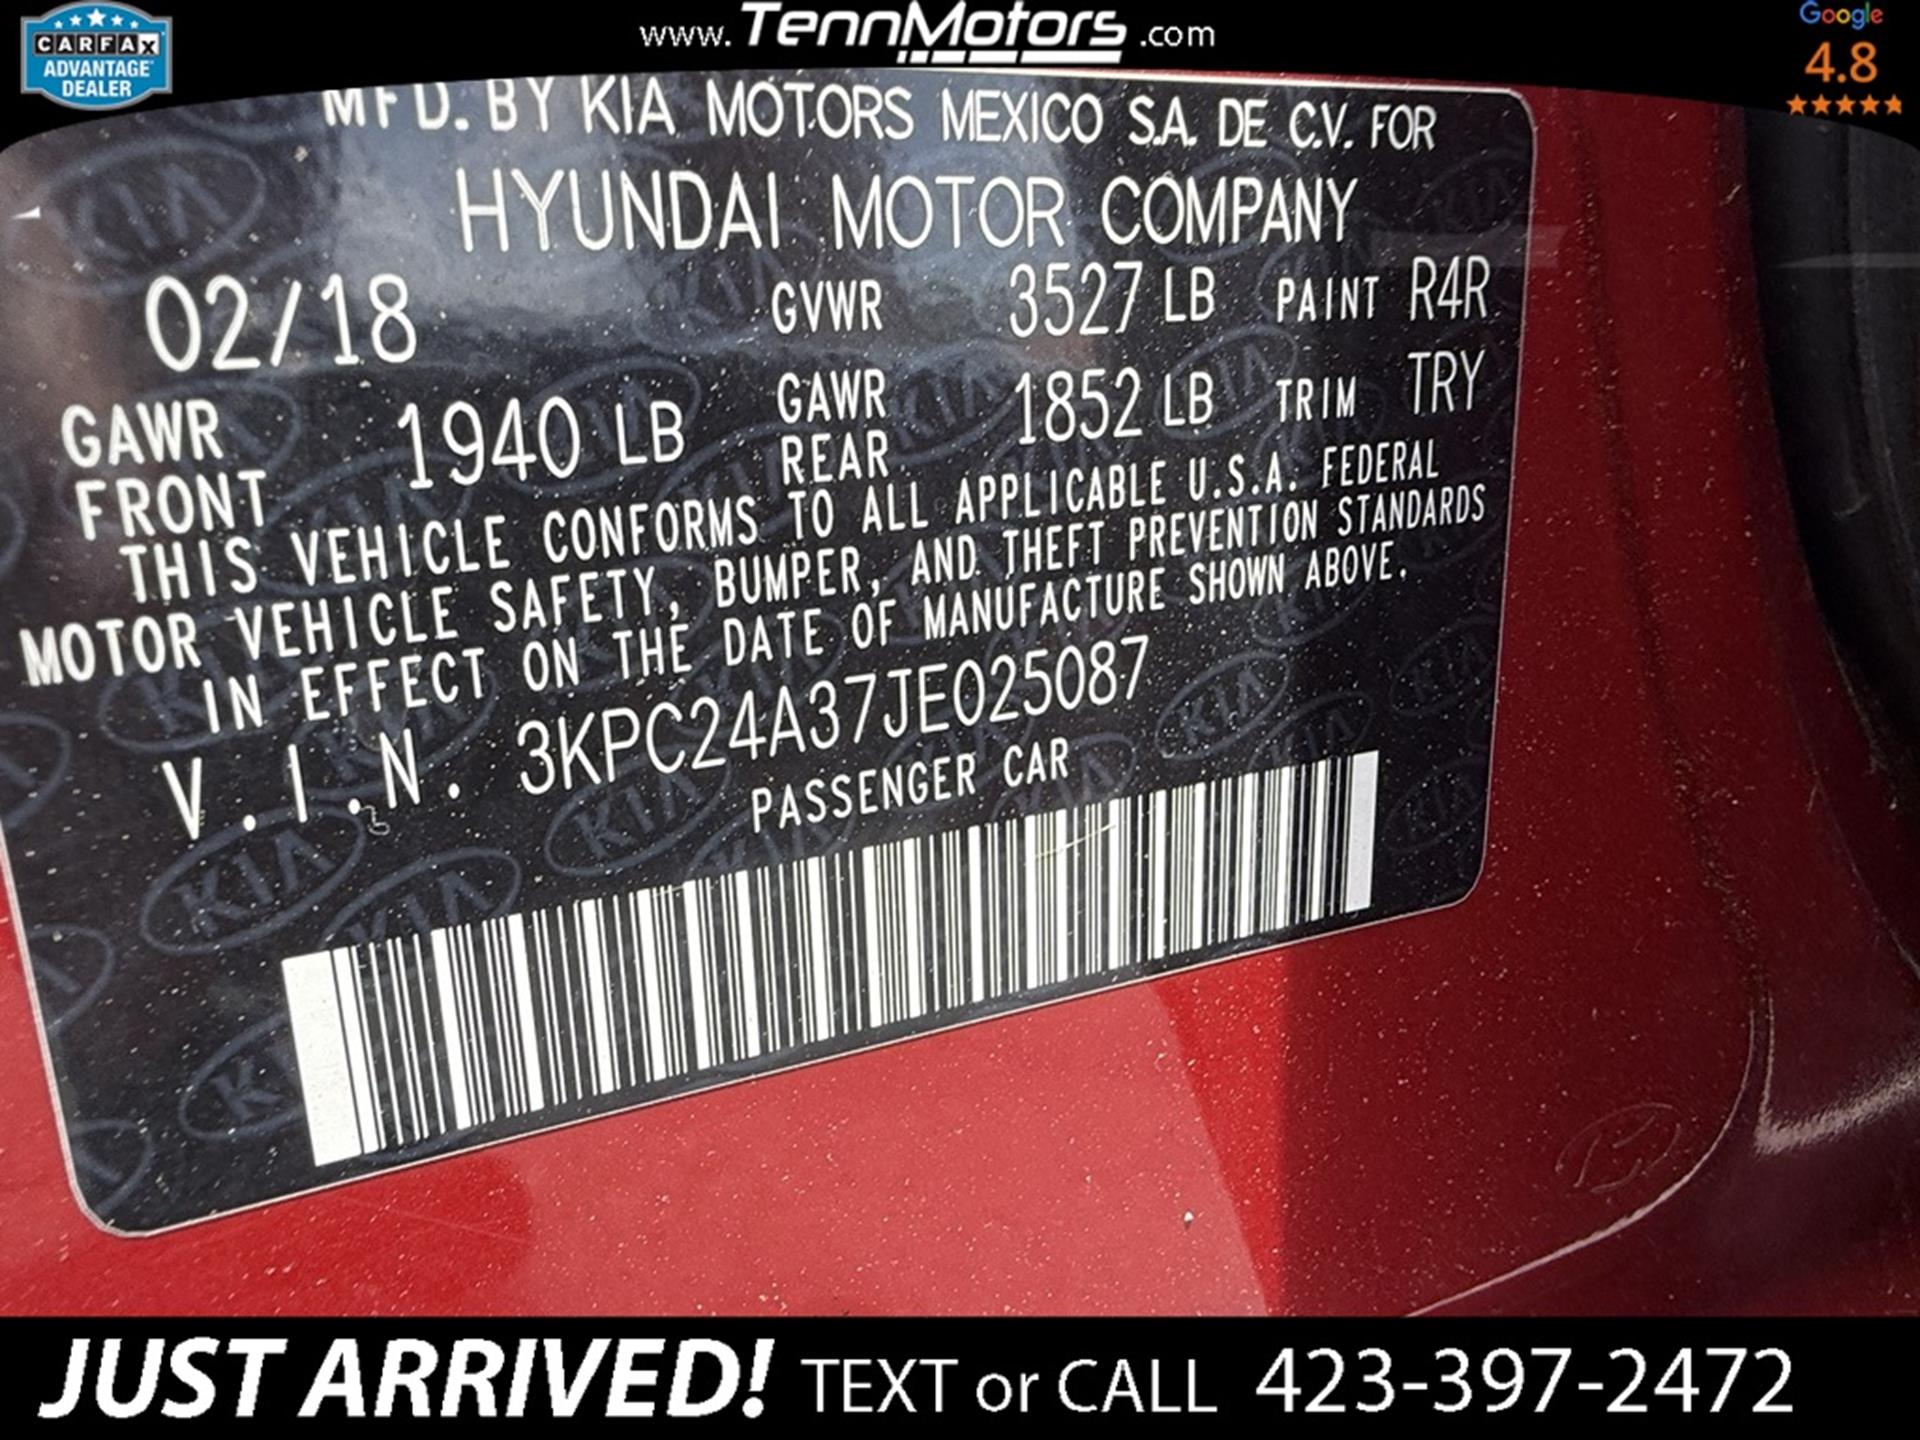 CARFAX
ADVANTAGE
DEALER
www.TennMotors.com
Google
4.8
MFD. BY KIA MOTORS MEXICO S.A. DE C.V. FOR
HYUNDAI MOTOR COMPANY
02/18 GVWR 3527 LB PAINT R4R
GAWR FRONT 1940 LB GAWR REAR 1852 LB TRIM TRY
THIS VEHICLE CONFORMS TO ALL APPLICABLE U.S.A. FEDERAL
MOTOR VEHICLE SAFETY, BUMPER, AND THEFT PREVENTION STANDARDS
IN EFFECT ON THE DATE OF MANUFACTURE SHOWN ABOVE.
V.I.N. 3KPC24A37JE025087
PASSENGER CAR
JUST ARRIVED! TEXT or CALL 423-397-2472